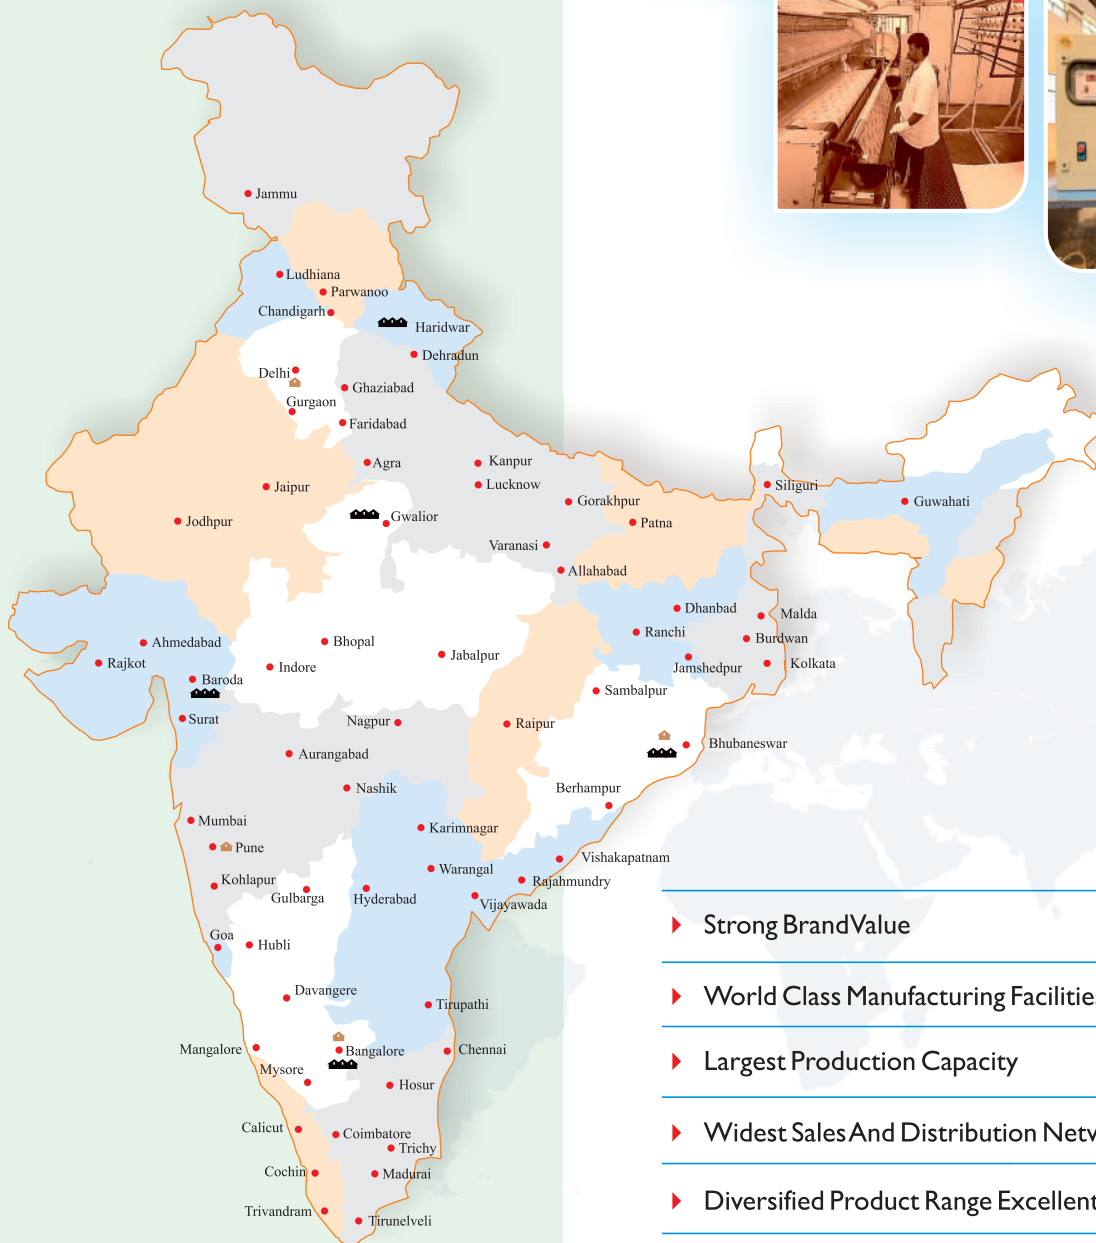 Jammu
Ludhiana
Parwanoo
Chandigarh
Haridwar
Dehradun
Delhi
Ghaziabad
Gurgaon
Faridabad
Agra
Kanpur
Lucknow
Siliguri
Jaipur
Gorakhpur
Guwahati
Jodhpur
Gwalior
Patna
Varanasi
Allahabad
Dhanbad
Malda
Ahmedabad
Bhopal
Ranchi
Burdwan
Rajkot
Indore
Jabalpur
Jamshedpur
Kolkata
Baroda
Sambalpur
Surat
Nagpur
Raipur
Bhubaneswar
Aurangabad
Nashik
Berhampur
Mumbai
Karimnagar
Pune
Vishakapatnam
Warangal
Kohlapur
Rajahmundry
Gulbarga
Hyderabad
Vijayawada
Goa
Hubli
Davangere
Tirupathi
Mangalore
Bangalore
Chennai
Mysore
Hosur
Calicut
Coimbatore
Trichy
Cochin
Madurai
Trivandram
Tirunelveli
Strong Brand Value
World Class Manufacturing Facilities
Largest Production Capacity
Widest Sales And Distribution Netw
Diversified Product Range Excellent